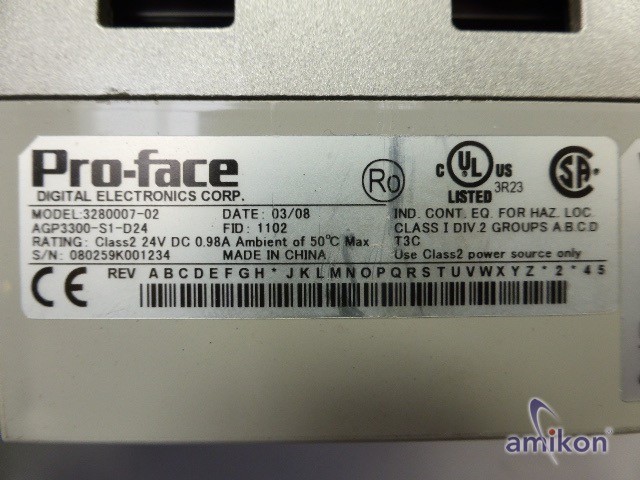 Pro-face
DIGITAL ELECTRONICS CORP.
Ro
C UL US
LISTED 3R23
SA
MODEL:3280007-02 DATE: 03/08 IND. CONT. EQ. FOR HAZ. LOC.
AGP3300-S1-D24 FID: 1102 CLASS I DIV.2 GROUPS A.B.C.D
RATING: Class2 24V DC 0.98A Ambient of 50°C Max T3C
S/N: 080259K001234 MADE IN CHINA Use Class2 power source only
CE REV A B C D E F G H * J K L M N O P Q R S T U V W X Y Z * 2 * 4 5
amikon